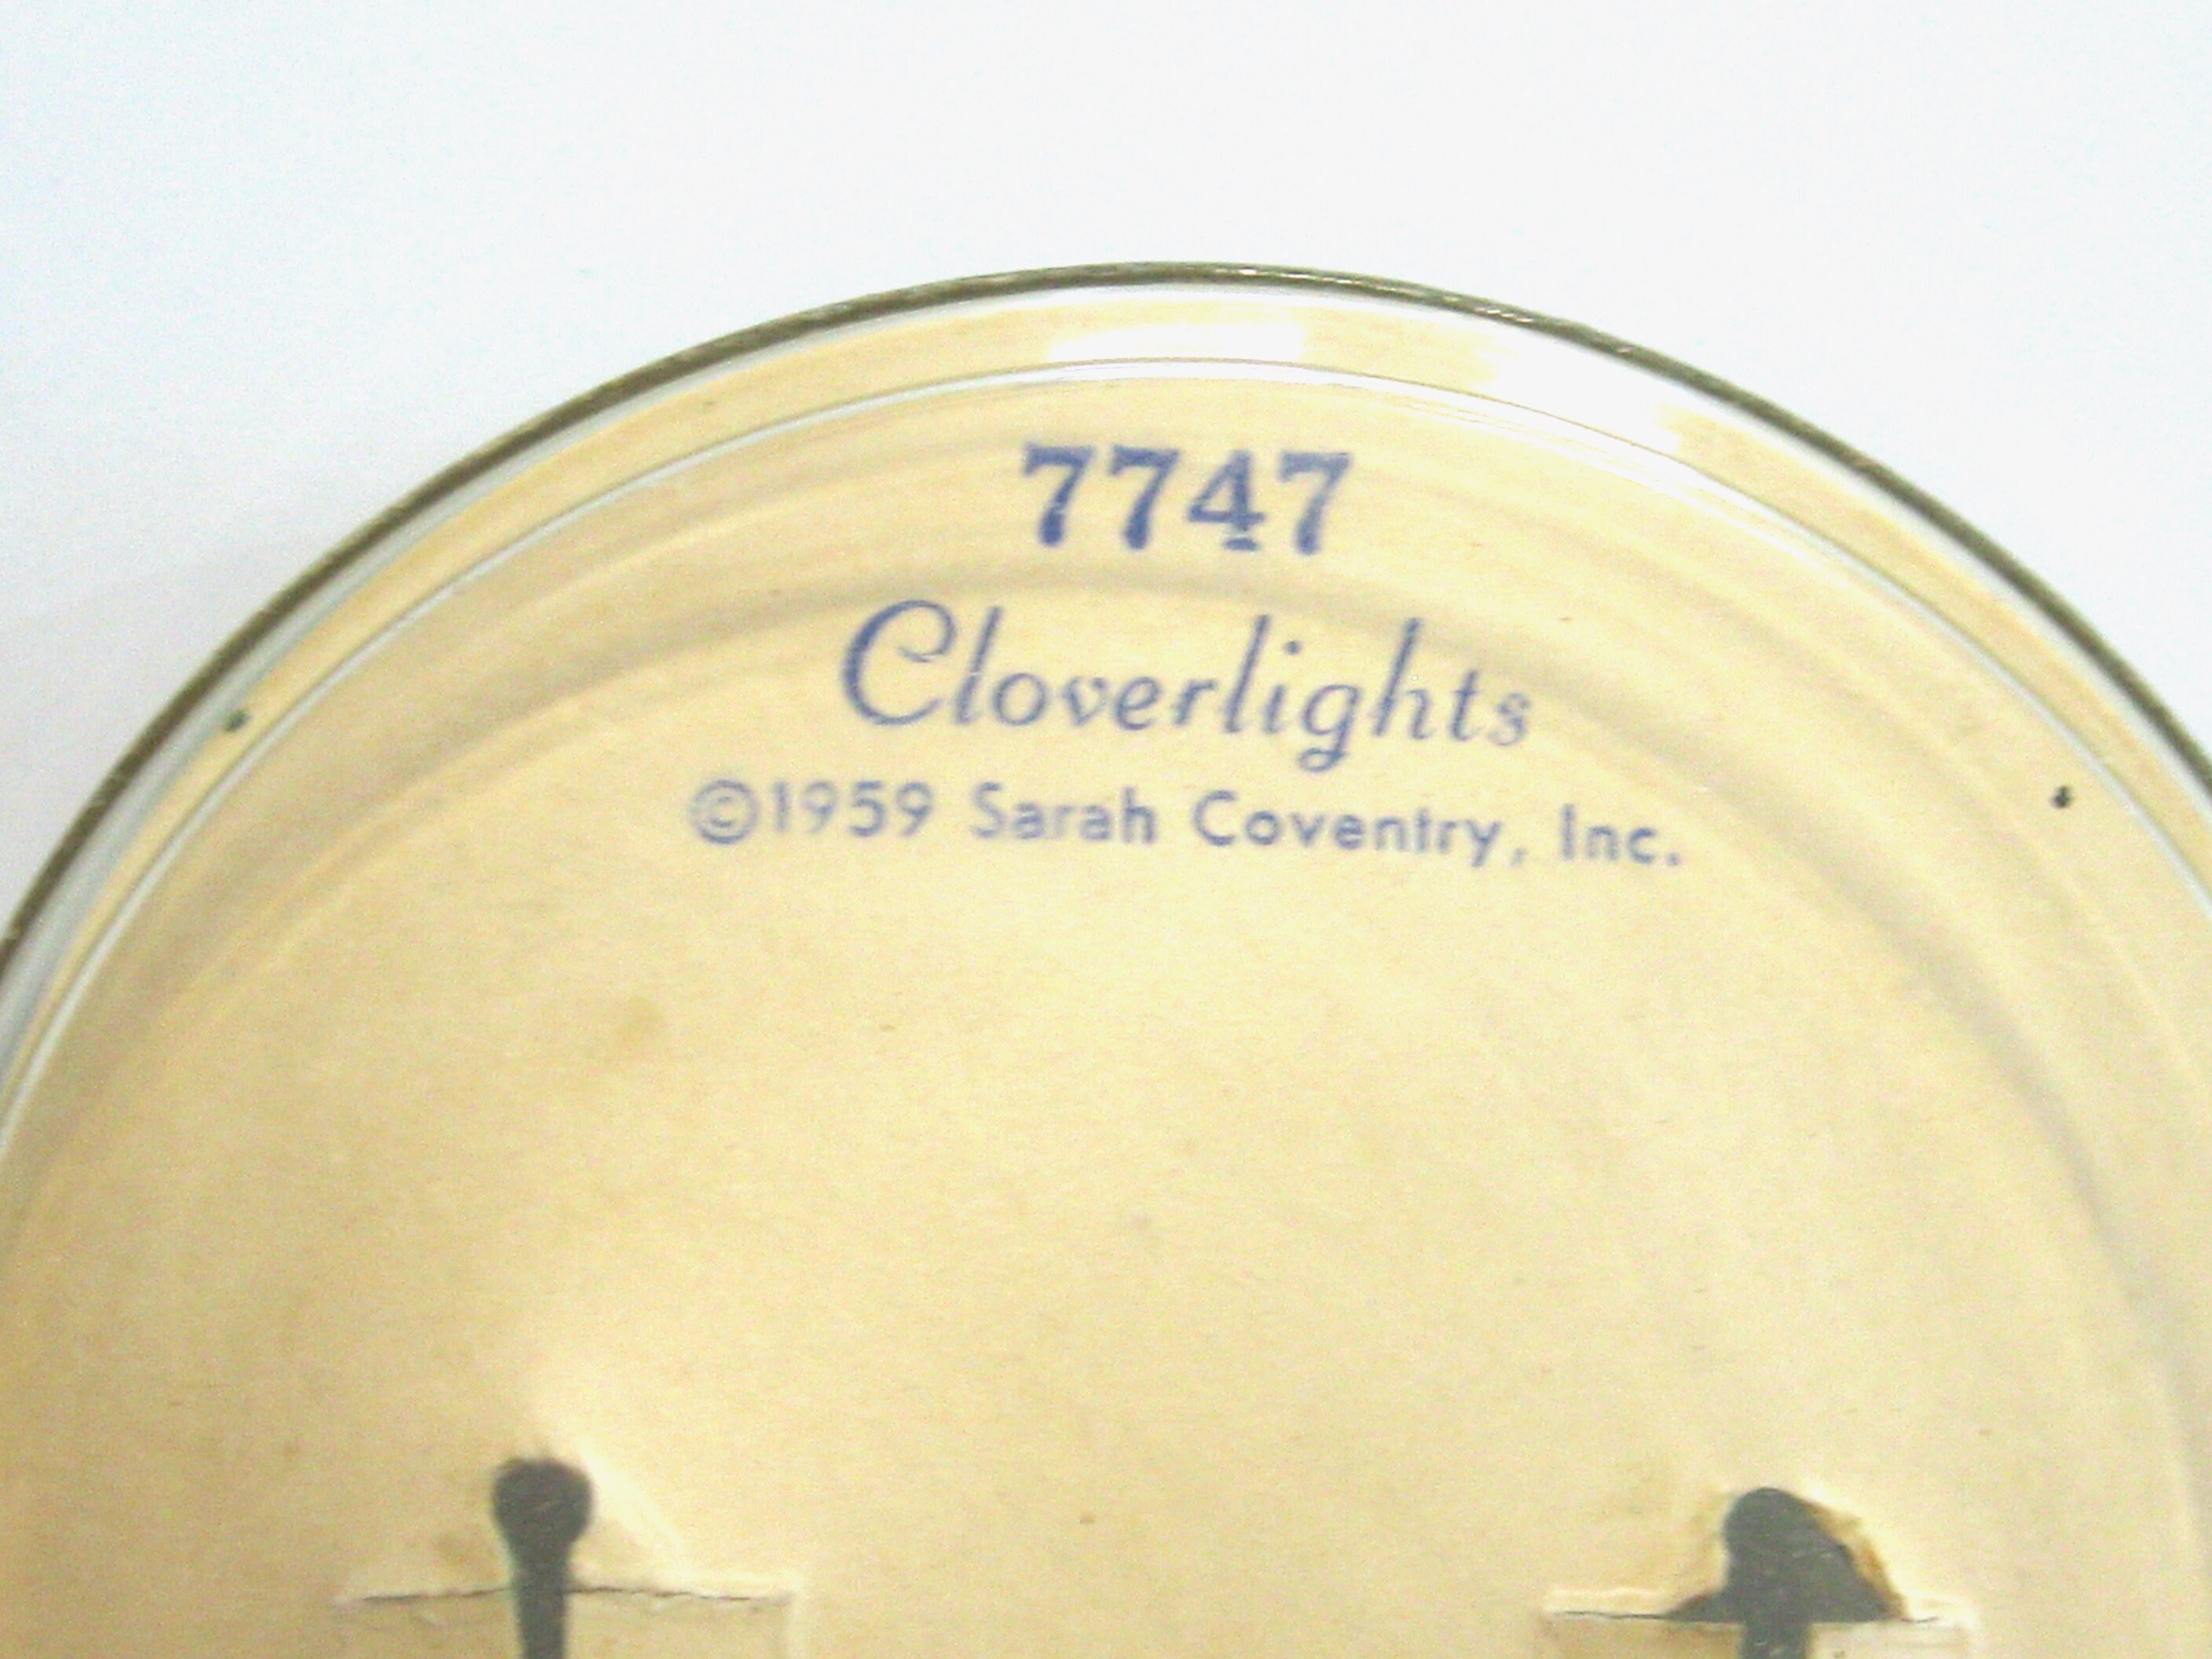 7747
Cloverlights
©1959 Sarah Coventry, Inc.